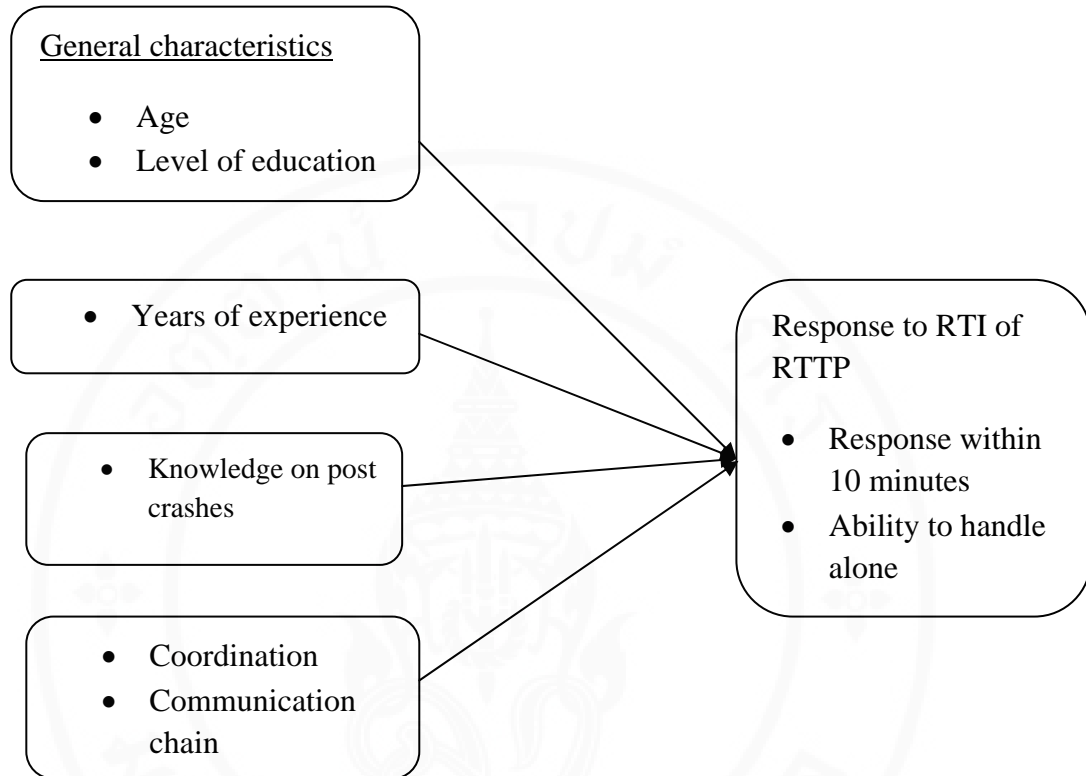 General characteristics
• Age
• Level of education
• Years of experience
• Knowledge on post
crashes
• Coordination
• Communication
chain
Response to RTI of
RTTP
• Response within
10 minutes
• Ability to handle
alone